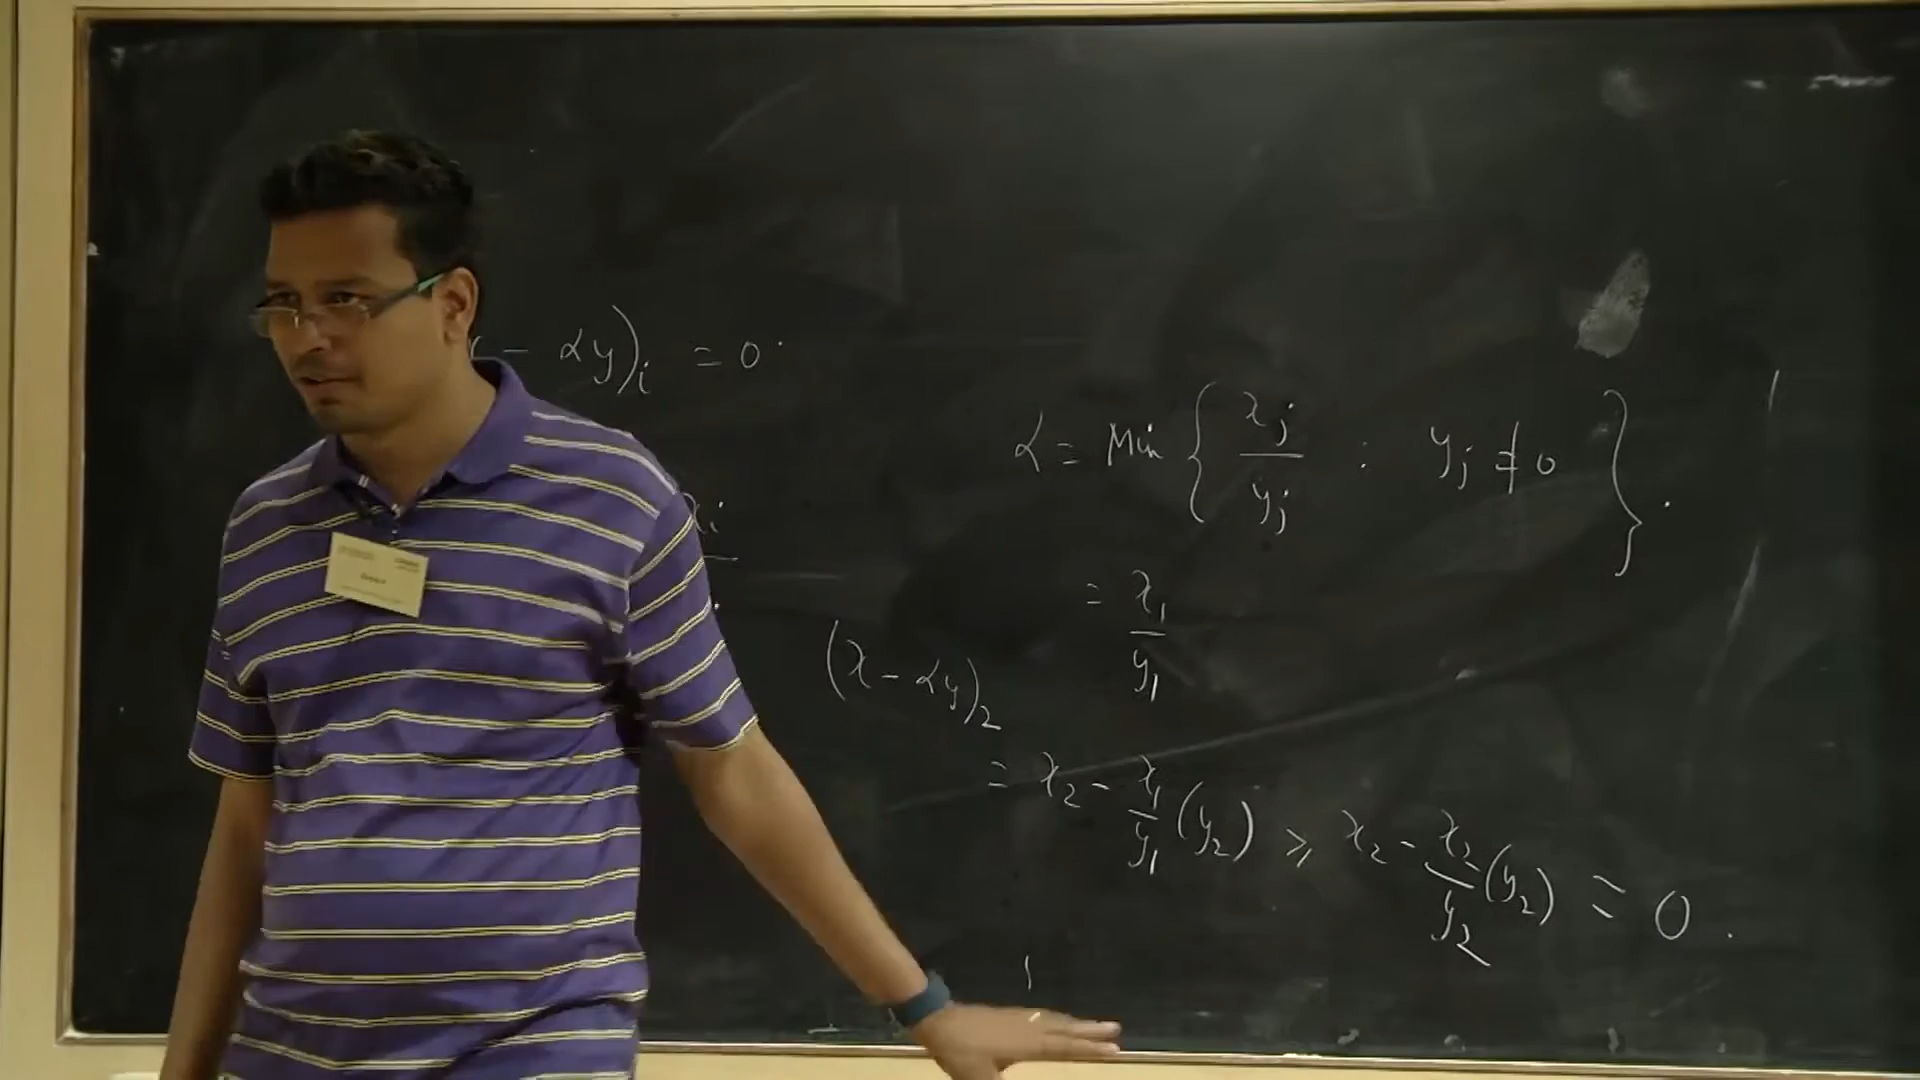 − αy)i = 0.
α = Min { xj / yj : yj ≠ 0 }.
= x1 / y1
(x − αy)2
= x2 − x1/y1 (y2) ⩾ x2 − x2/y2 (y2) = 0.